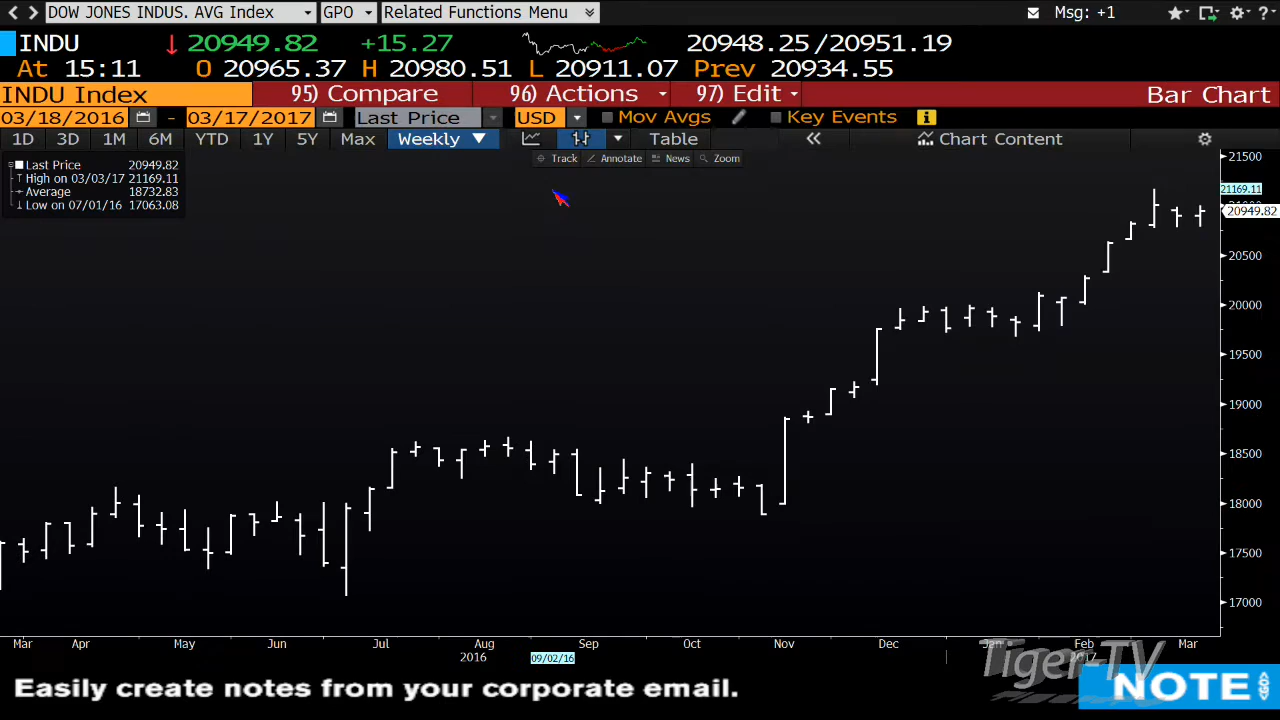 DOW JONES INDUS. AVG Index GPO Related Functions Menu Msg: +1 ?
INDU 20949.82 +15.27 20948.25/20951.19
At 15:11 O 20965.37 H 20980.51 L 20911.07 Prev 20934.55
INDU Index 95) Compare 96) Actions 97) Edit Bar Chart
03/18/2016 - 03/17/2017 Last Price USD Mov Avgs Key Events i
1D 3D 1M 6M YTD 1Y 5Y Max Weekly ▼ Table « Chart Content
Track Annotate News Zoom
Last Price 20949.82
High on 03/03/17 21169.11
Average 18732.83
Low on 07/01/16 17063.08
21500
21169.11
20949.82
20500
20000
19500
19000
18500
18000
17500
17000
Mar Apr May Jun Jul Aug Sep Oct Nov Dec Jan Feb Mar
2016 09/02/16 2017
Tiger-TV
Easily create notes from your corporate email. NOTE